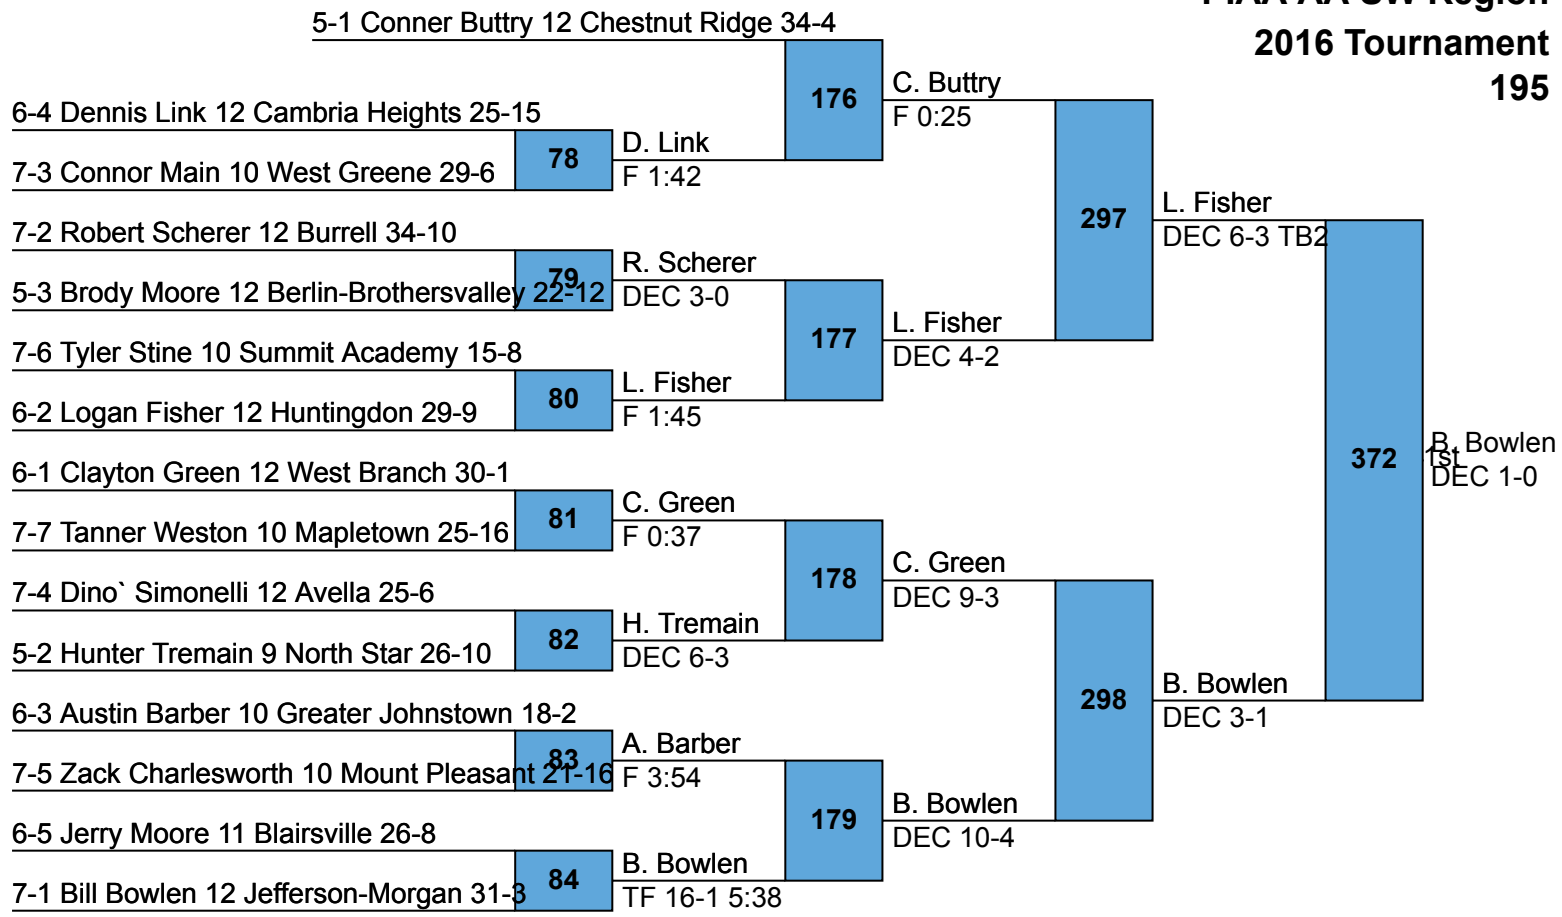 2016 Tournament
195
5-1 Conner Buttry 12 Chestnut Ridge 34-4
176
C. Buttry
F 0:25
6-4 Dennis Link 12 Cambria Heights 25-15
78
D. Link
F 1:42
7-3 Connor Main 10 West Greene 29-6
297
L. Fisher
DEC 6-3 TB2
7-2 Robert Scherer 12 Burrell 34-10
79
R. Scherer
DEC 3-0
5-3 Brody Moore 12 Berlin-Brothersvalley 22-12
177
L. Fisher
DEC 4-2
7-6 Tyler Stine 10 Summit Academy 15-8
80
L. Fisher
F 1:45
6-2 Logan Fisher 12 Huntingdon 29-9
372
1st
B. Bowlen
DEC 1-0
6-1 Clayton Green 12 West Branch 30-1
81
C. Green
F 0:37
7-7 Tanner Weston 10 Mapletown 25-16
178
C. Green
DEC 9-3
7-4 Dino` Simonelli 12 Avella 25-6
82
H. Tremain
DEC 6-3
5-2 Hunter Tremain 9 North Star 26-10
298
B. Bowlen
DEC 3-1
6-3 Austin Barber 10 Greater Johnstown 18-2
83
A. Barber
F 3:54
7-5 Zack Charlesworth 10 Mount Pleasant 21-16
179
B. Bowlen
DEC 10-4
6-5 Jerry Moore 11 Blairsville 26-8
84
B. Bowlen
TF 16-1 5:38
7-1 Bill Bowlen 12 Jefferson-Morgan 31-3